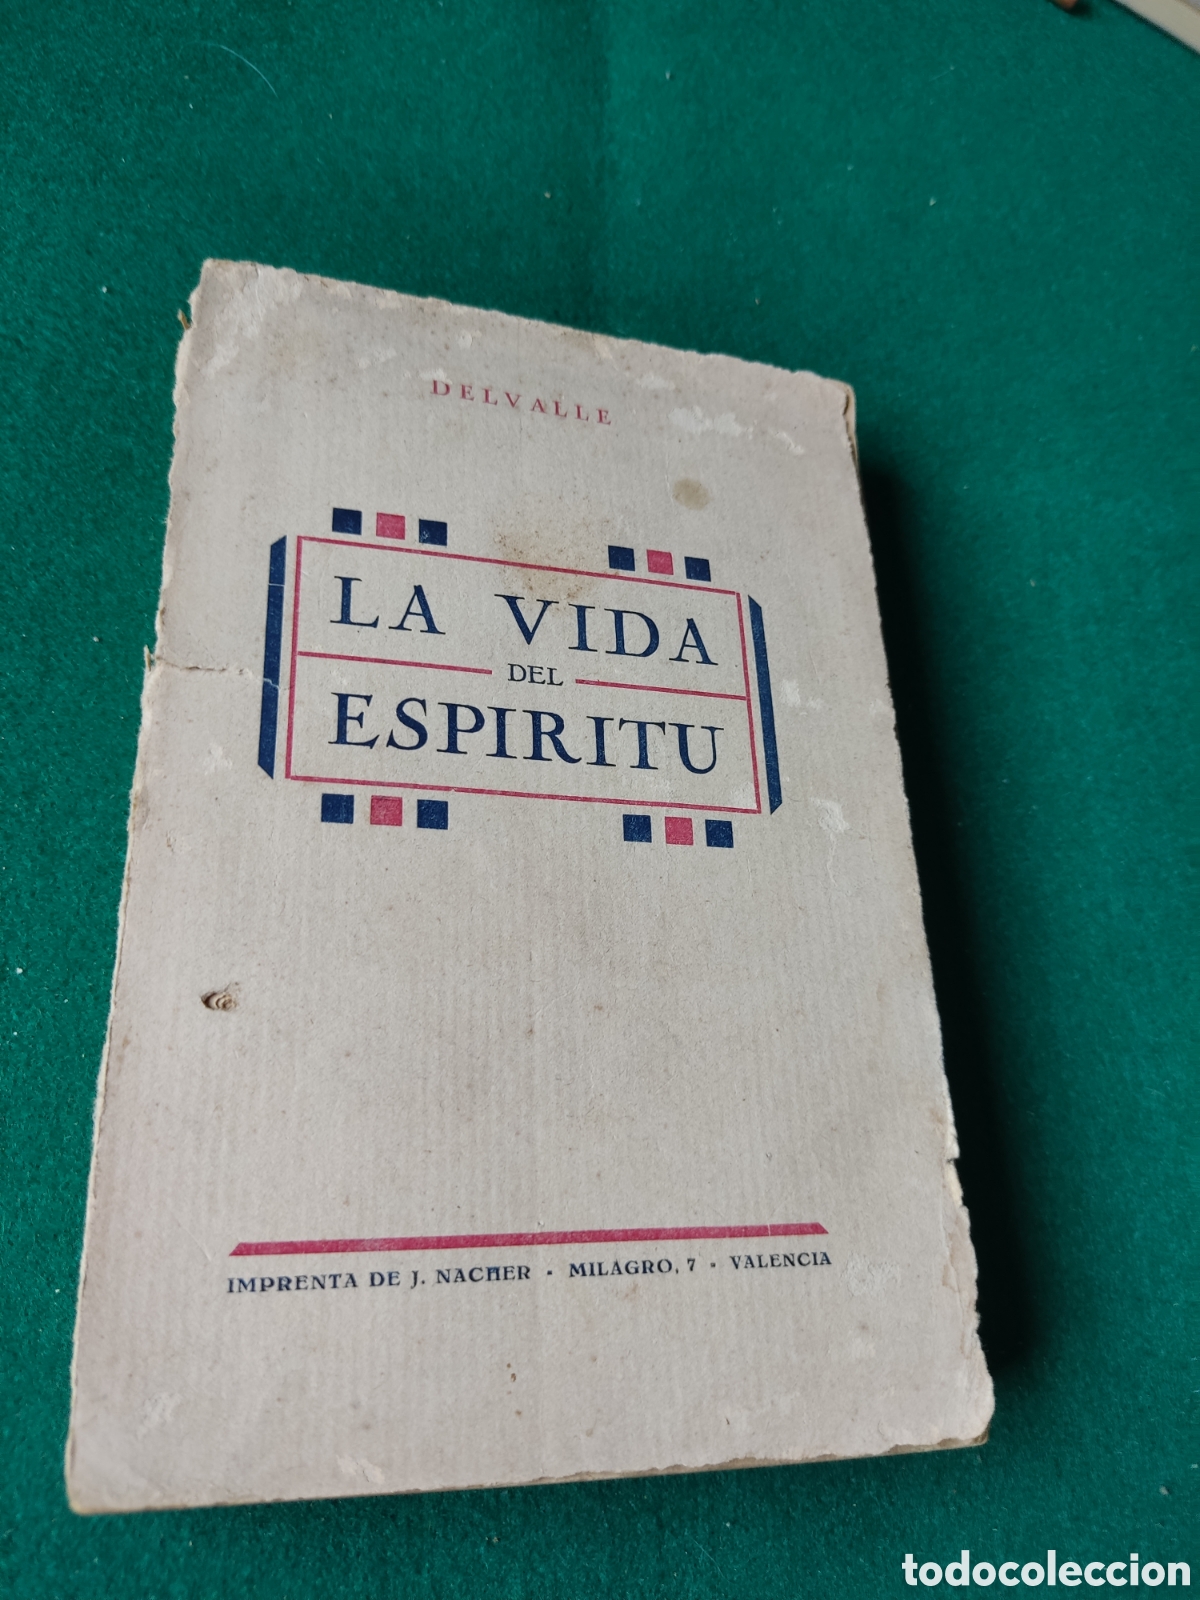 DELVALLE
LA VIDA
DEL
ESPIRITU
IMPRENTA DE J. NACHER - MILAGRO, 7 - VALENCIA
todocoleccion